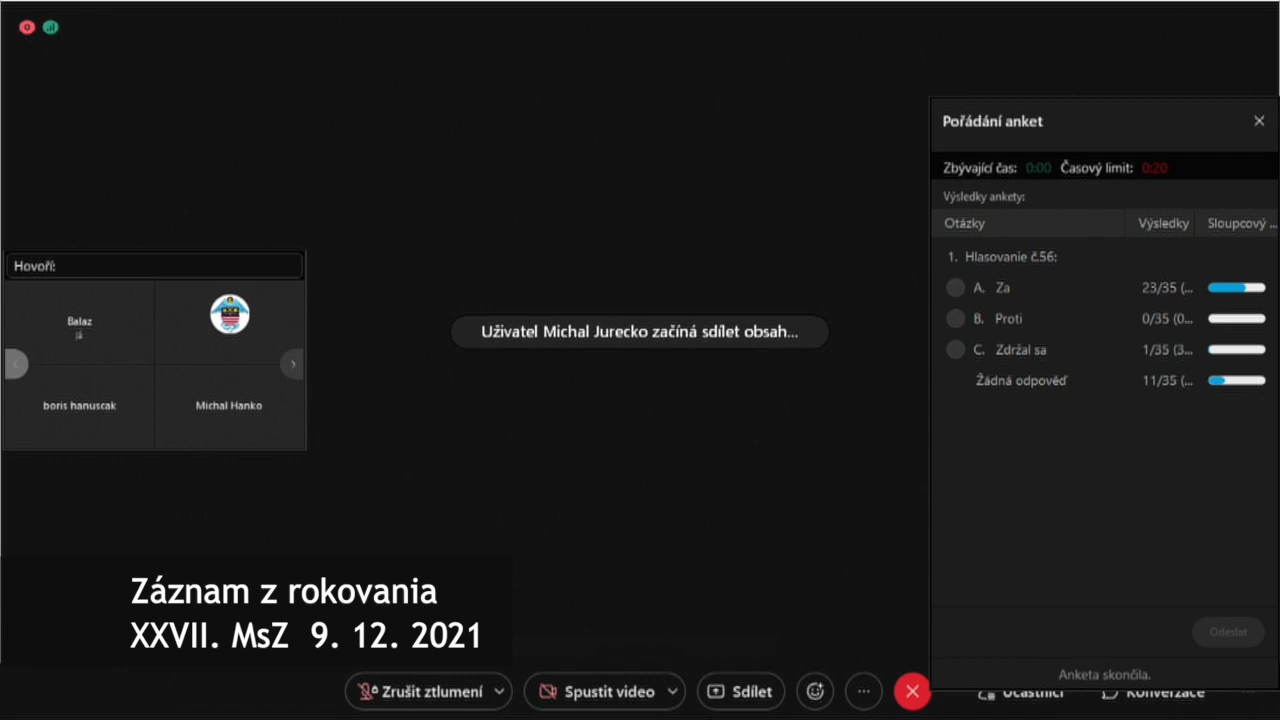 Pořádání anket
Zbývající čas: 0:00 Časový limit: 0:20
Výsledky ankety:
Otázky Výsledky Sloupcový ...
1. Hlasovanie č.56:
A. Za 23/35 (...
B. Proti 0/35 (0...
C. Zdržal sa 1/35 (3...
Žádná odpověď 11/35 (...
Odeslat
Anketa skončila.
Hovoří:
Balaz
já
boris hanuscak
Michal Hanko
Uživatel Michal Jurecko začíná sdílet obsah...
Záznam z rokovania
XXVII. MsZ 9. 12. 2021
Zrušit ztlumení
Spustit video
Sdílet
Účastníci
Konverzace